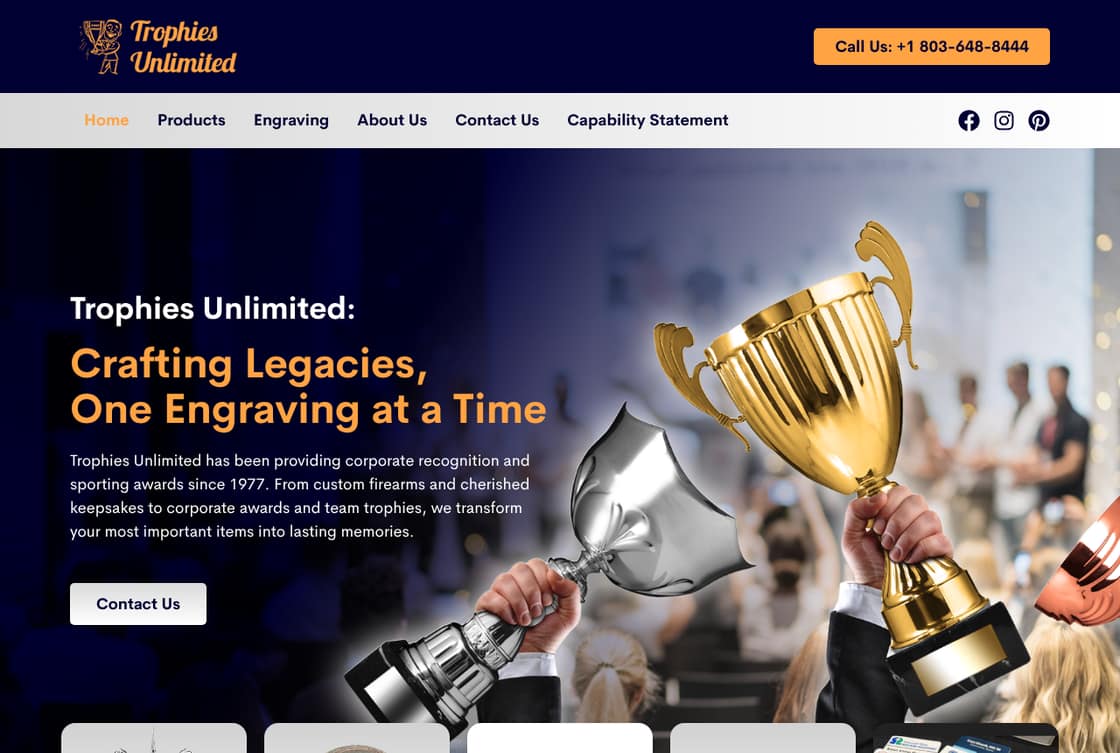 Trophies
Unlimited
Call Us: +1 803-648-8444
Home Products Engraving About Us Contact Us Capability Statement
Trophies Unlimited:
Crafting Legacies,
One Engraving at a Time
Trophies Unlimited has been providing corporate recognition and
sporting awards since 1977. From custom firearms and cherished
keepsakes to corporate awards and team trophies, we transform
your most important items into lasting memories.
Contact Us